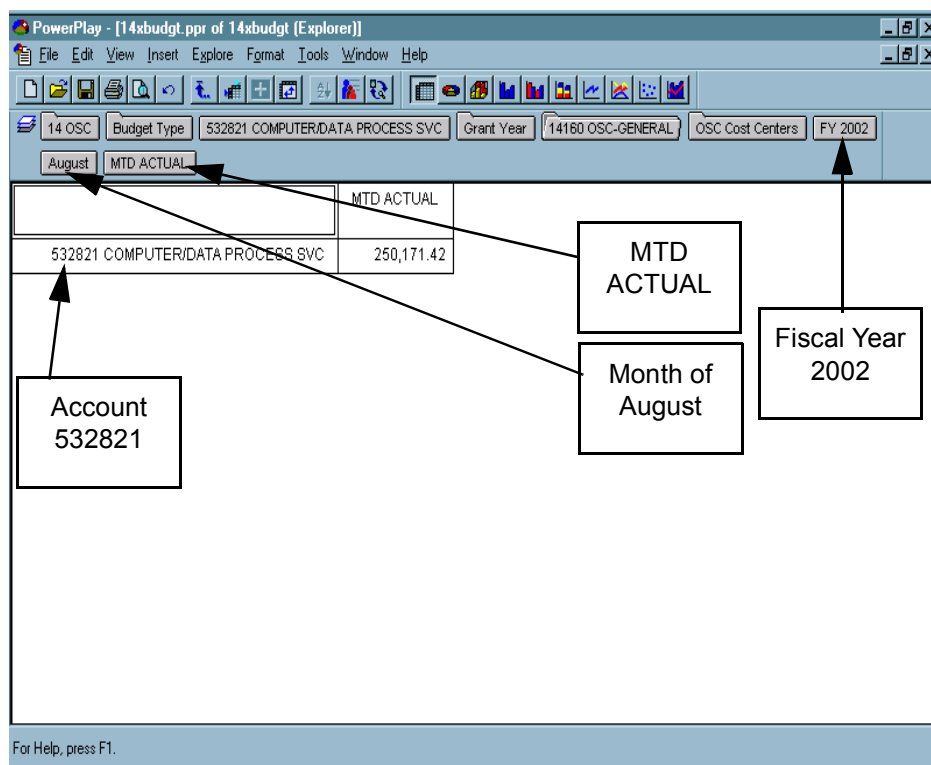 PowerPlay - [14xbudgt.ppr of 14xbudgt (Explorer)]
File Edit View Insert Explore Format Tools Window Help
14 OSC Budget Type 532821 COMPUTER/DATA PROCESS SVC Grant Year 14160 OSC-GENERAL OSC Cost Centers FY 2002
August MTD ACTUAL
MTD ACTUAL
532821 COMPUTER/DATA PROCESS SVC 250,171.42
MTD
ACTUAL
Fiscal Year
2002
Month of
August
Account
532821
For Help, press F1.